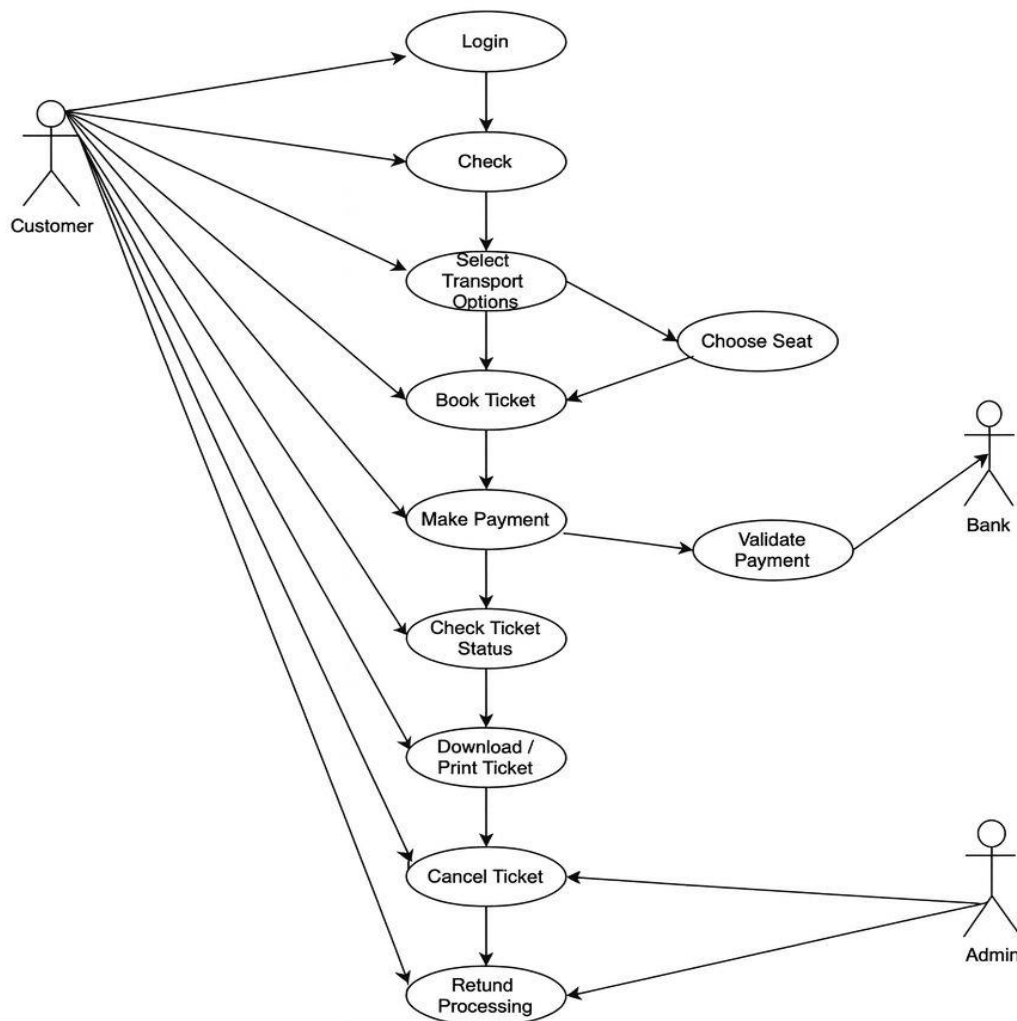 Login
Check
Customer
Select
Transport
Options
Choose Seat
Book Ticket
Make Payment
Validate
Payment
Bank
Check Ticket
Status
Download /
Print Ticket
Cancel Ticket
Admin
Retund
Processing